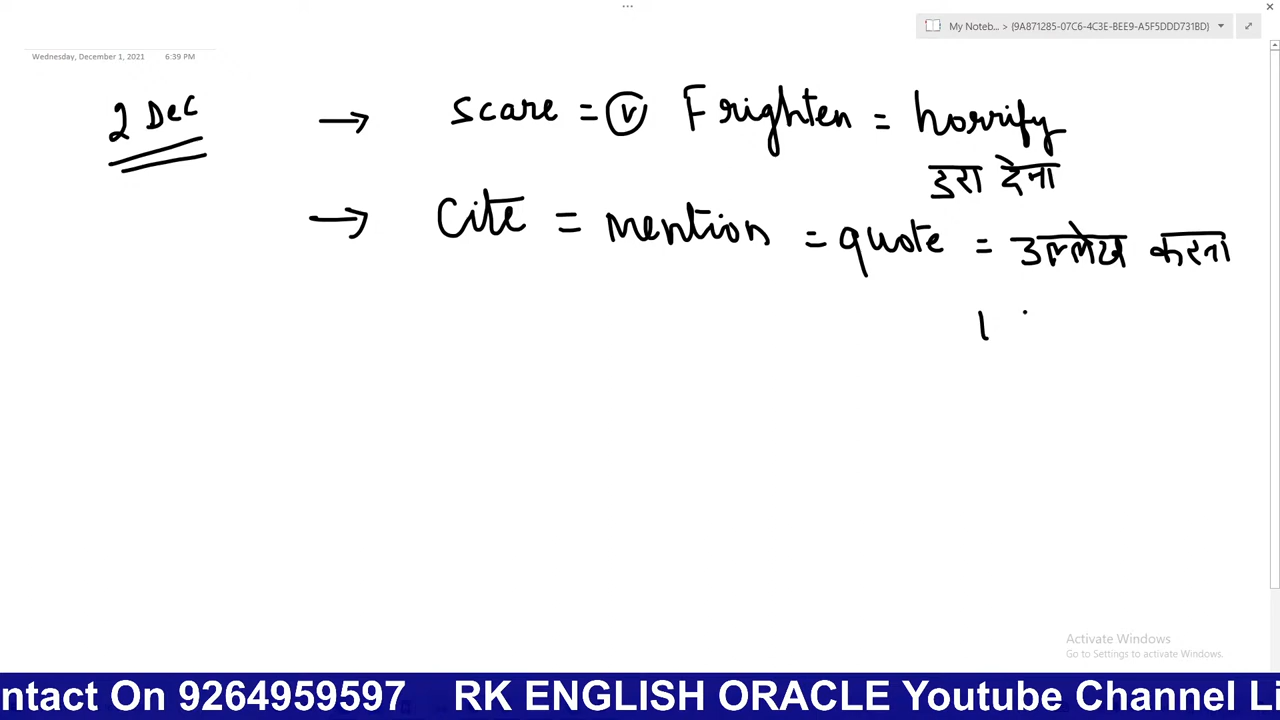 ...
My Noteb... > {9A871285-07C6-4C3E-BEE9-A5F5DDD731BD}
Wednesday, December 1, 2021 6:39 PM
2 Dec → scare = (v) Frighten = horrify
डरा देना
→ Cite = mention = quote = उल्लेख करना
Activate Windows
Go to Settings to activate Windows.
ntact On 9264959597 RK ENGLISH ORACLE Youtube Channel Li